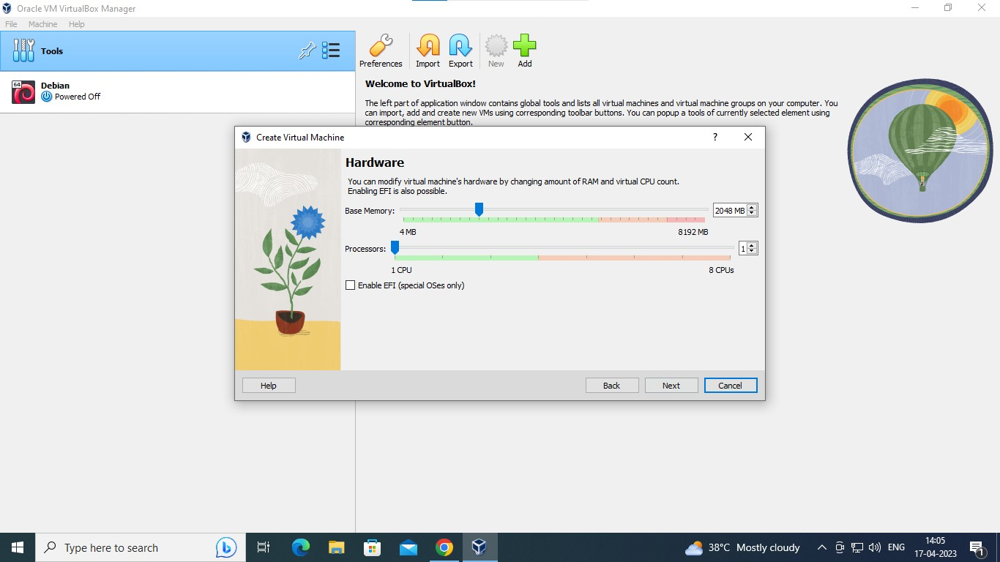 Oracle VM VirtualBox Manager
File Machine Help
Tools
64
Debian
Powered Off
Preferences Import Export New Add
Welcome to VirtualBox!
The left part of application window contains global tools and lists all virtual machines and virtual machine groups on your computer. You
can import, add and create new VMs using corresponding toolbar buttons. You can popup a tools of currently selected element using
corresponding element button.
Create Virtual Machine
?
Hardware
You can modify virtual machine's hardware by changing amount of RAM and virtual CPU count.
Enabling EFI is also possible.
Base Memory: 2048 MB
4 MB 8192 MB
Processors: 1
1 CPU 8 CPUs
Enable EFI (special OSes only)
Help Back Next Cancel
Type here to search
38°C Mostly cloudy
ENG
14:05
17-04-2023
1